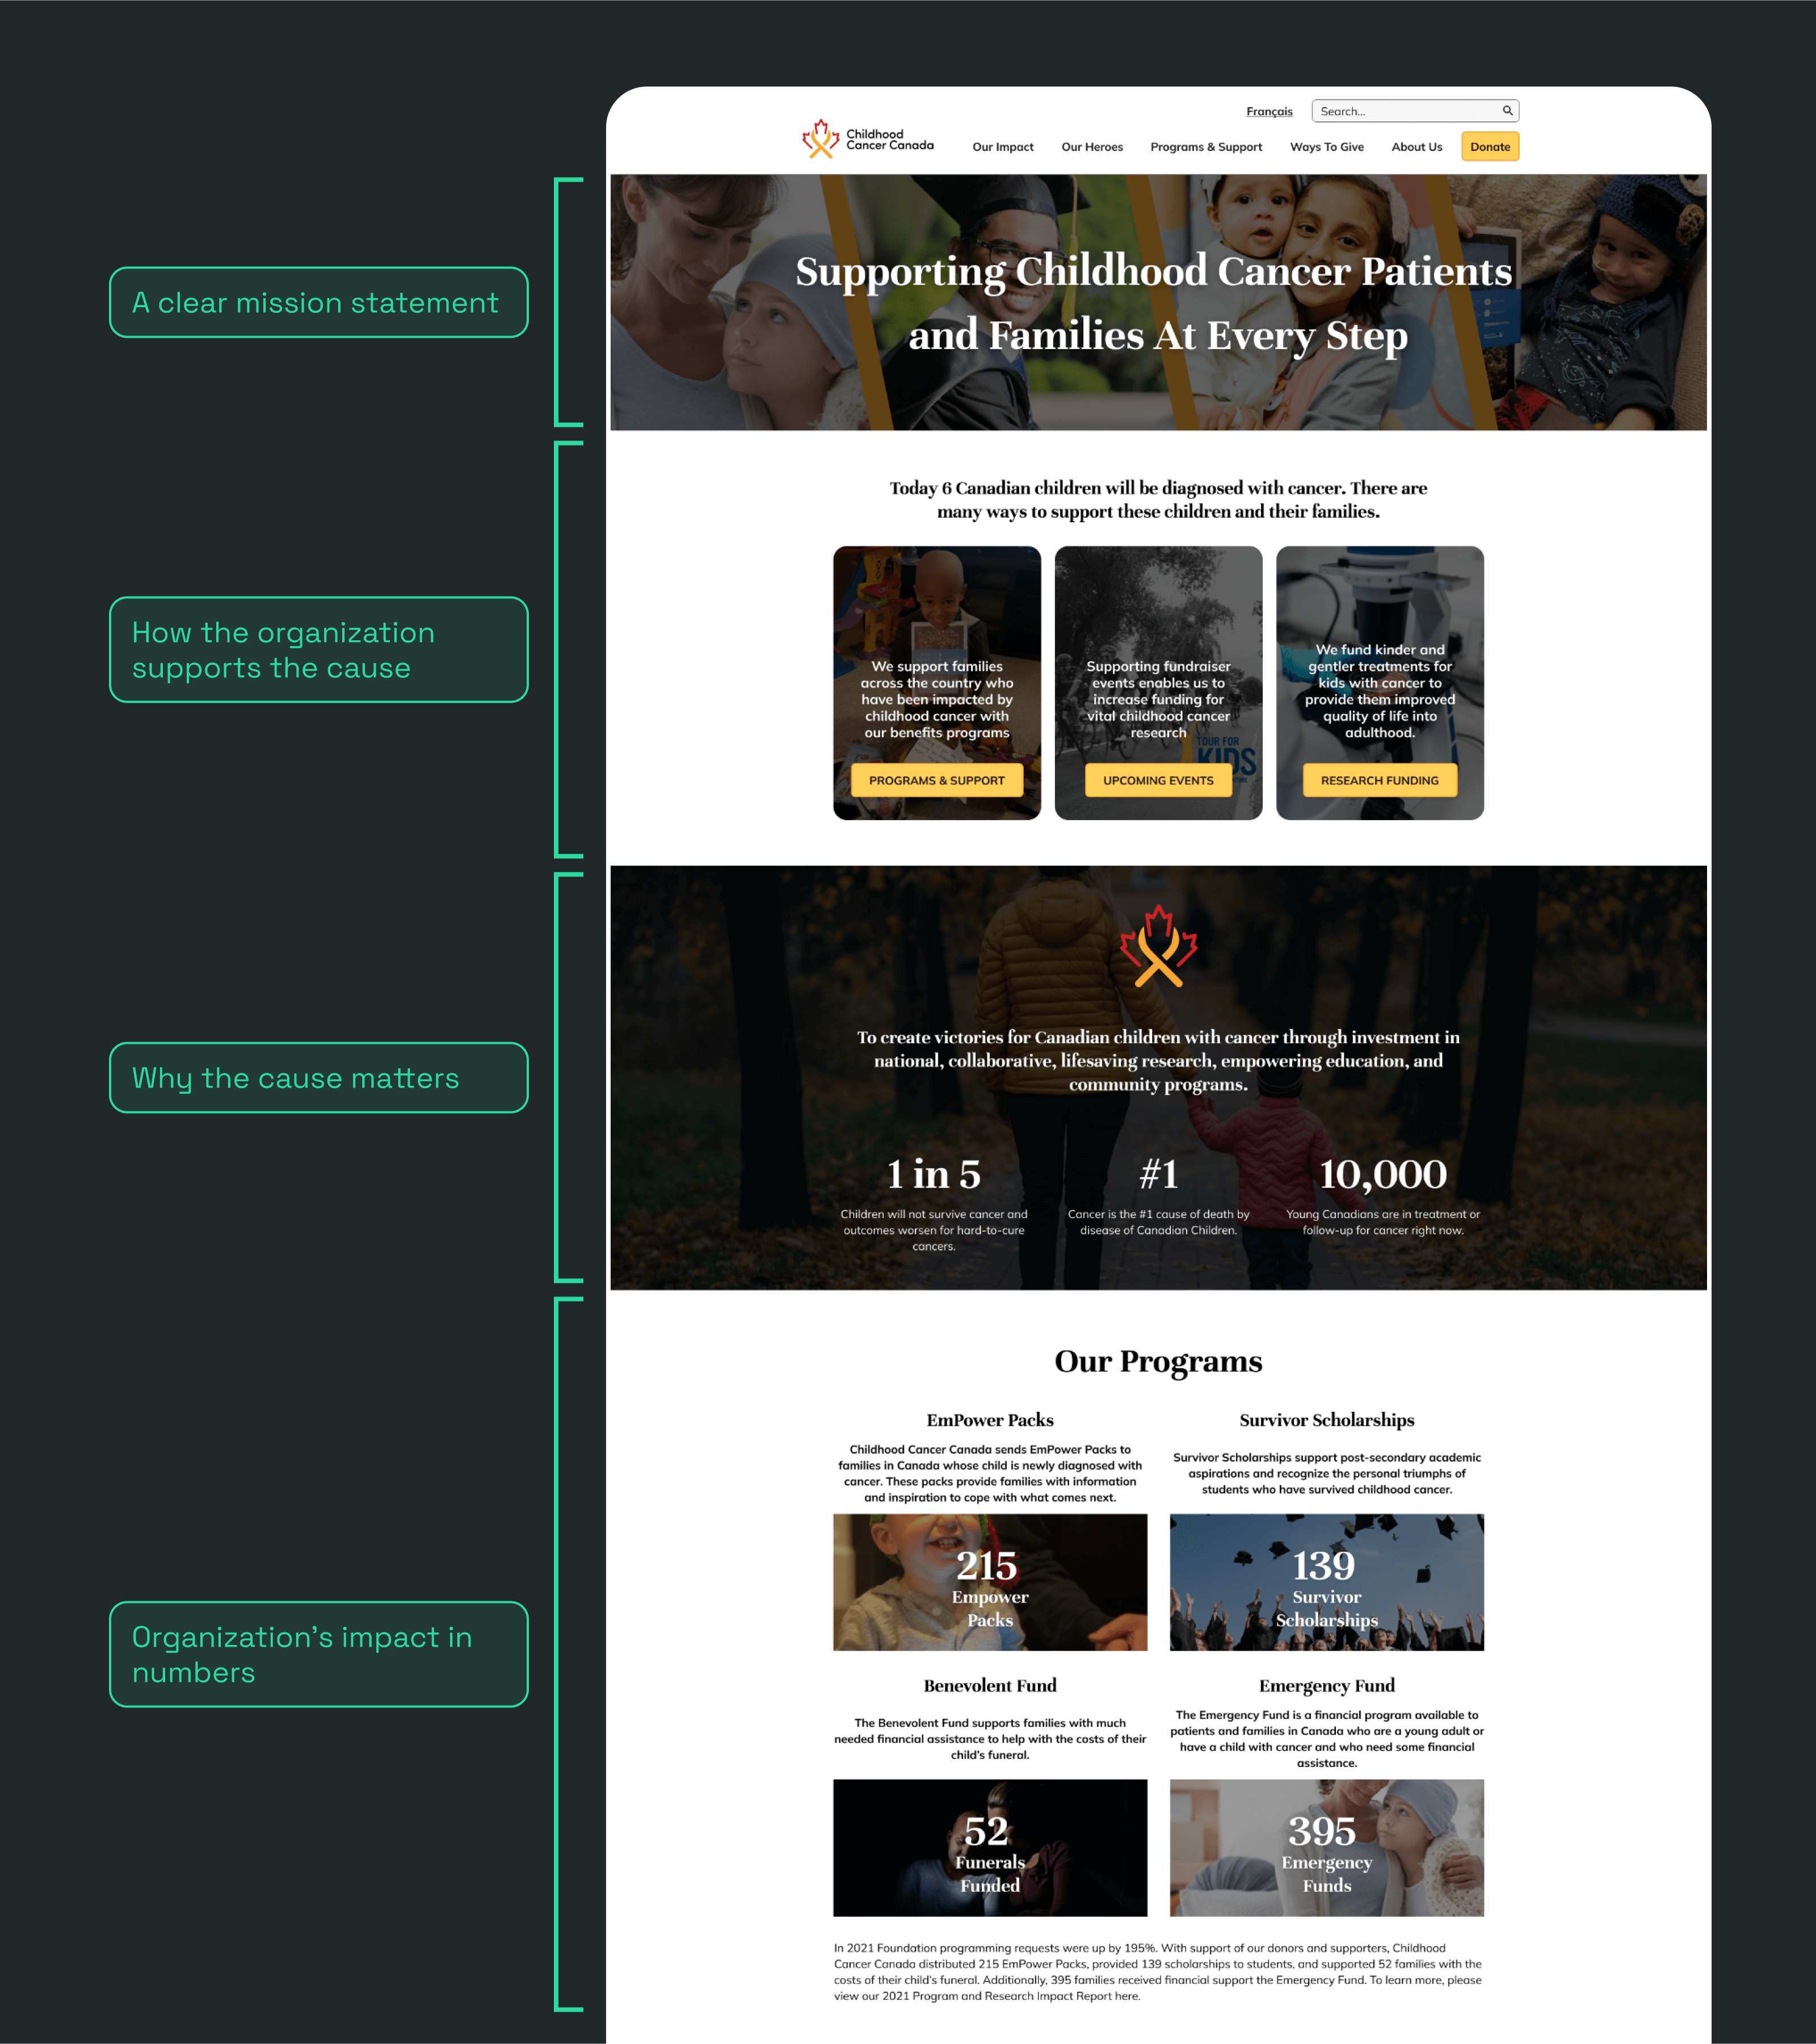 Français
Search...
Childhood
Cancer Canada
Our Impact
Our Heroes
Programs & Support
Ways To Give
About Us
Donate
A clear mission statement
Supporting Childhood Cancer Patients
and Families At Every Step
How the organization
supports the cause
Today 6 Canadian children will be diagnosed with cancer. There are
many ways to support these children and their families.
We support families
across the country who
have been impacted by
childhood cancer with
our benefits programs
PROGRAMS & SUPPORT
Supporting fundraiser
events enables us to
increase funding for
vital childhood cancer
research
TOUR FOR
KIDS
UPCOMING EVENTS
We fund kinder and
gentler treatments for
kids with cancer to
provide them improved
quality of life into
adulthood.
RESEARCH FUNDING
Why the cause matters
To create victories for Canadian children with cancer through investment in
national, collaborative, lifesaving research, empowering education, and
community programs.
1 in 5
Children will not survive cancer and
outcomes worsen for hard-to-cure
cancers.
#1
Cancer is the #1 cause of death by
disease of Canadian Children.
10,000
Young Canadians are in treatment or
follow-up for cancer right now.
Organization's impact in
numbers
Our Programs
EmPower Packs
Childhood Cancer Canada sends EmPower Packs to
families in Canada whose child is newly diagnosed with
cancer. These packs provide families with information
and inspiration to cope with what comes next.
215
Empower
Packs
Survivor Scholarships
Survivor Scholarships support post-secondary academic
aspirations and recognize the personal triumphs of
students who have survived childhood cancer.
139
Survivor
Scholarships
Benevolent Fund
The Benevolent Fund supports families with much
needed financial assistance to help with the costs of their
child's funeral.
52
Funerals
Funded
Emergency Fund
The Emergency Fund is a financial program available to
patients and families in Canada who are a young adult or
have a child with cancer and who need some financial
assistance.
395
Emergency
Funds
In 2021 Foundation programming requests were up by 195%. With support of our donors and supporters, Childhood
Cancer Canada distributed 215 EmPower Packs, provided 139 scholarships to students, and supported 52 families with the
costs of their child's funeral. Additionally, 395 families received financial support the Emergency Fund. To learn more, please
view our 2021 Program and Research Impact Report here.